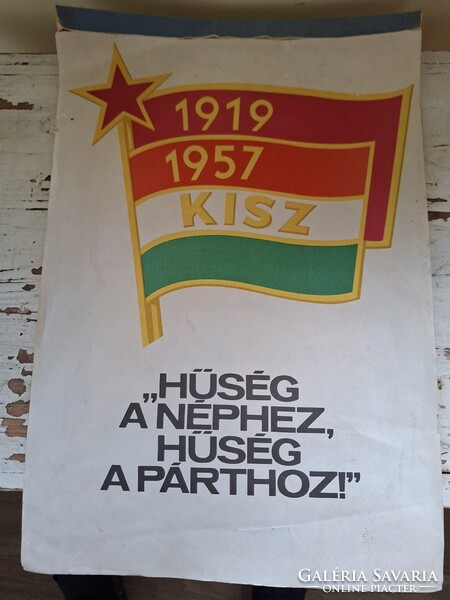 1919
1957
KISZ
„HŰSÉG
A NÉPHEZ,
HŰSÉG
A PÁRTHOZ!”
GALÉRIA SAVARIA
ONLINE PIACTÉR